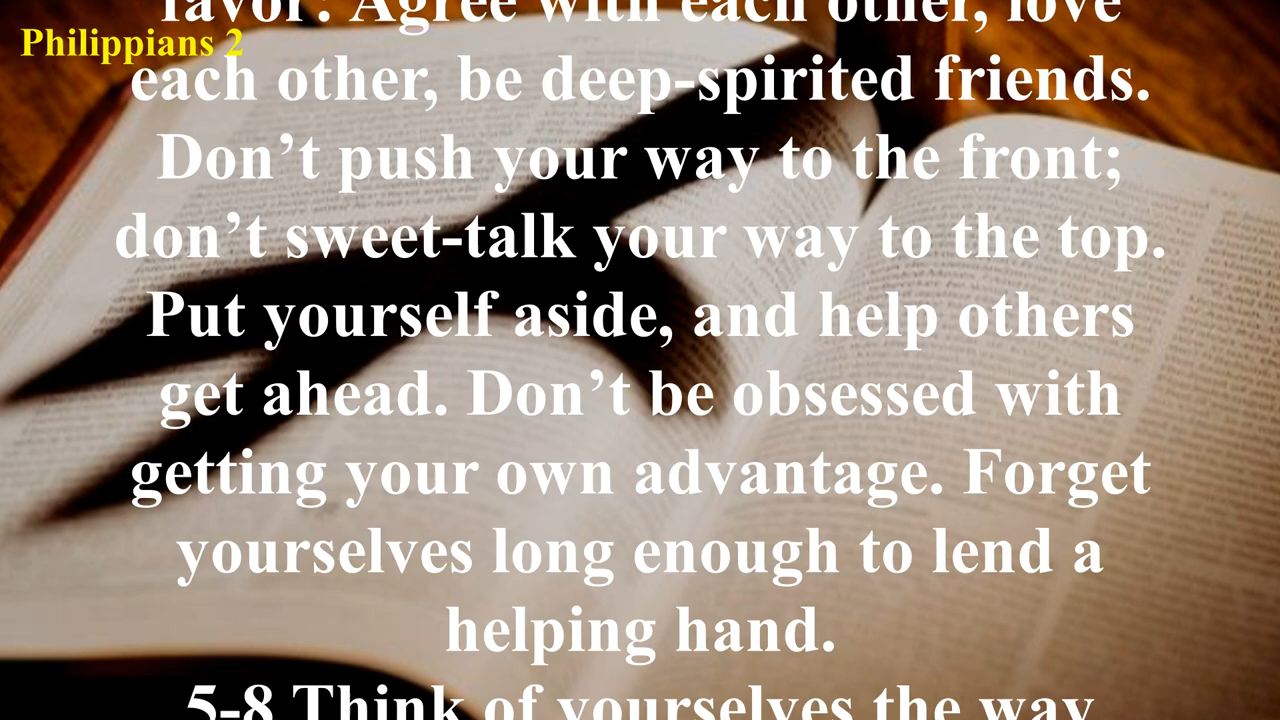 favor: Agree with each other, love
Philippians 2
each other, be deep-spirited friends.
Don’t push your way to the front;
don’t sweet-talk your way to the top.
Put yourself aside, and help others
get ahead. Don’t be obsessed with
getting your own advantage. Forget
yourselves long enough to lend a
helping hand.
5-8 Think of yourselves the way